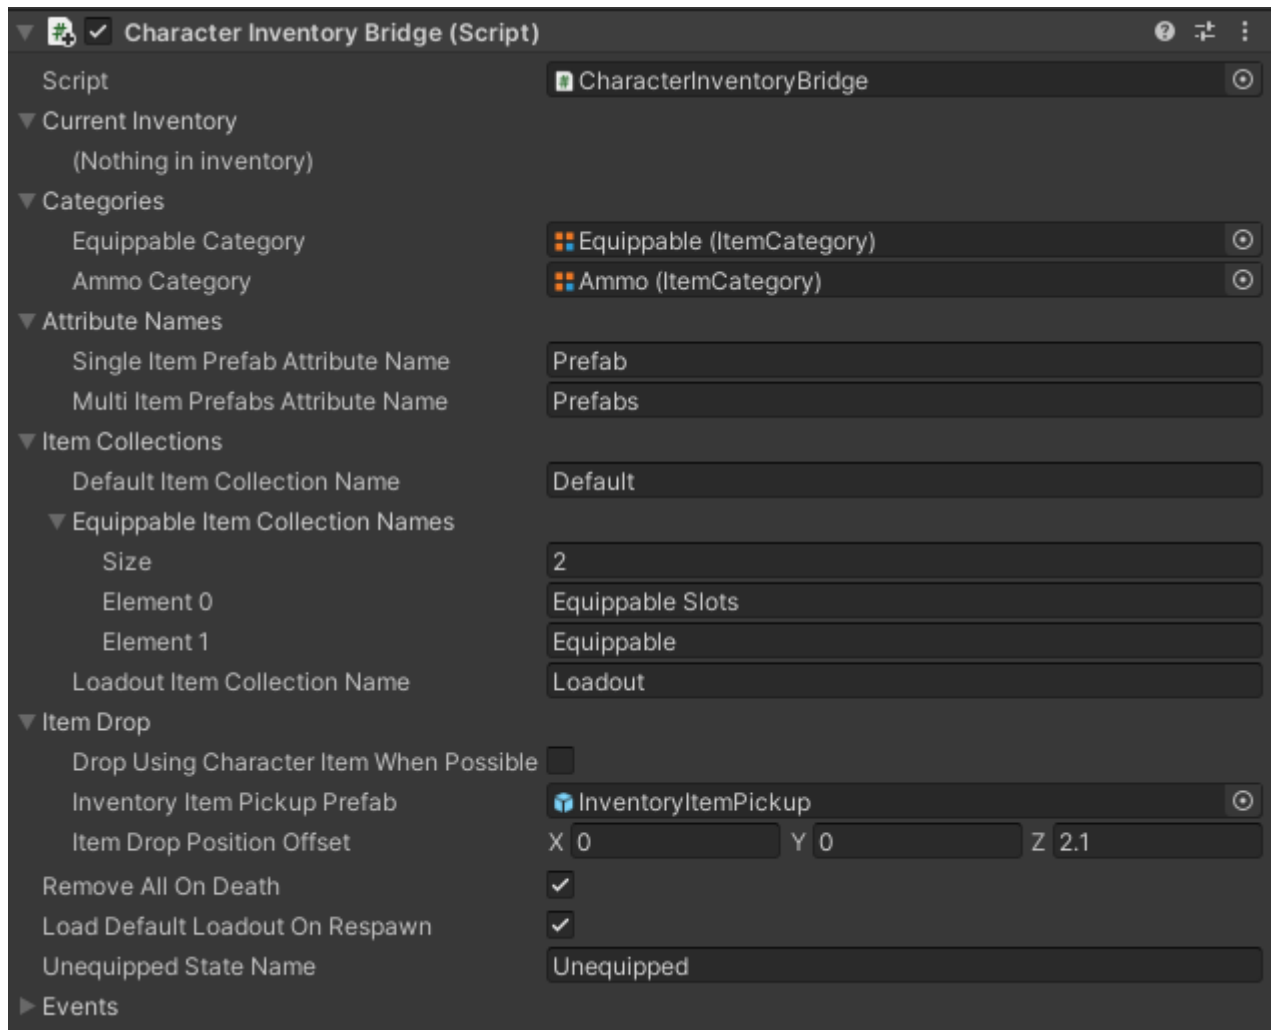 Character Inventory Bridge (Script)
Script CharacterInventoryBridge
Current Inventory
(Nothing in inventory)
Categories
Equippable Category Equippable (ItemCategory)
Ammo Category Ammo (ItemCategory)
Attribute Names
Single Item Prefab Attribute Name Prefab
Multi Item Prefabs Attribute Name Prefabs
Item Collections
Default Item Collection Name Default
Equippable Item Collection Names
Size 2
Element 0 Equippable Slots
Element 1 Equippable
Loadout Item Collection Name Loadout
Item Drop
Drop Using Character Item When Possible
Inventory Item Pickup Prefab InventoryItemPickup
Item Drop Position Offset X 0 Y 0 Z 2.1
Remove All On Death
Load Default Loadout On Respawn
Unequipped State Name Unequipped
Events